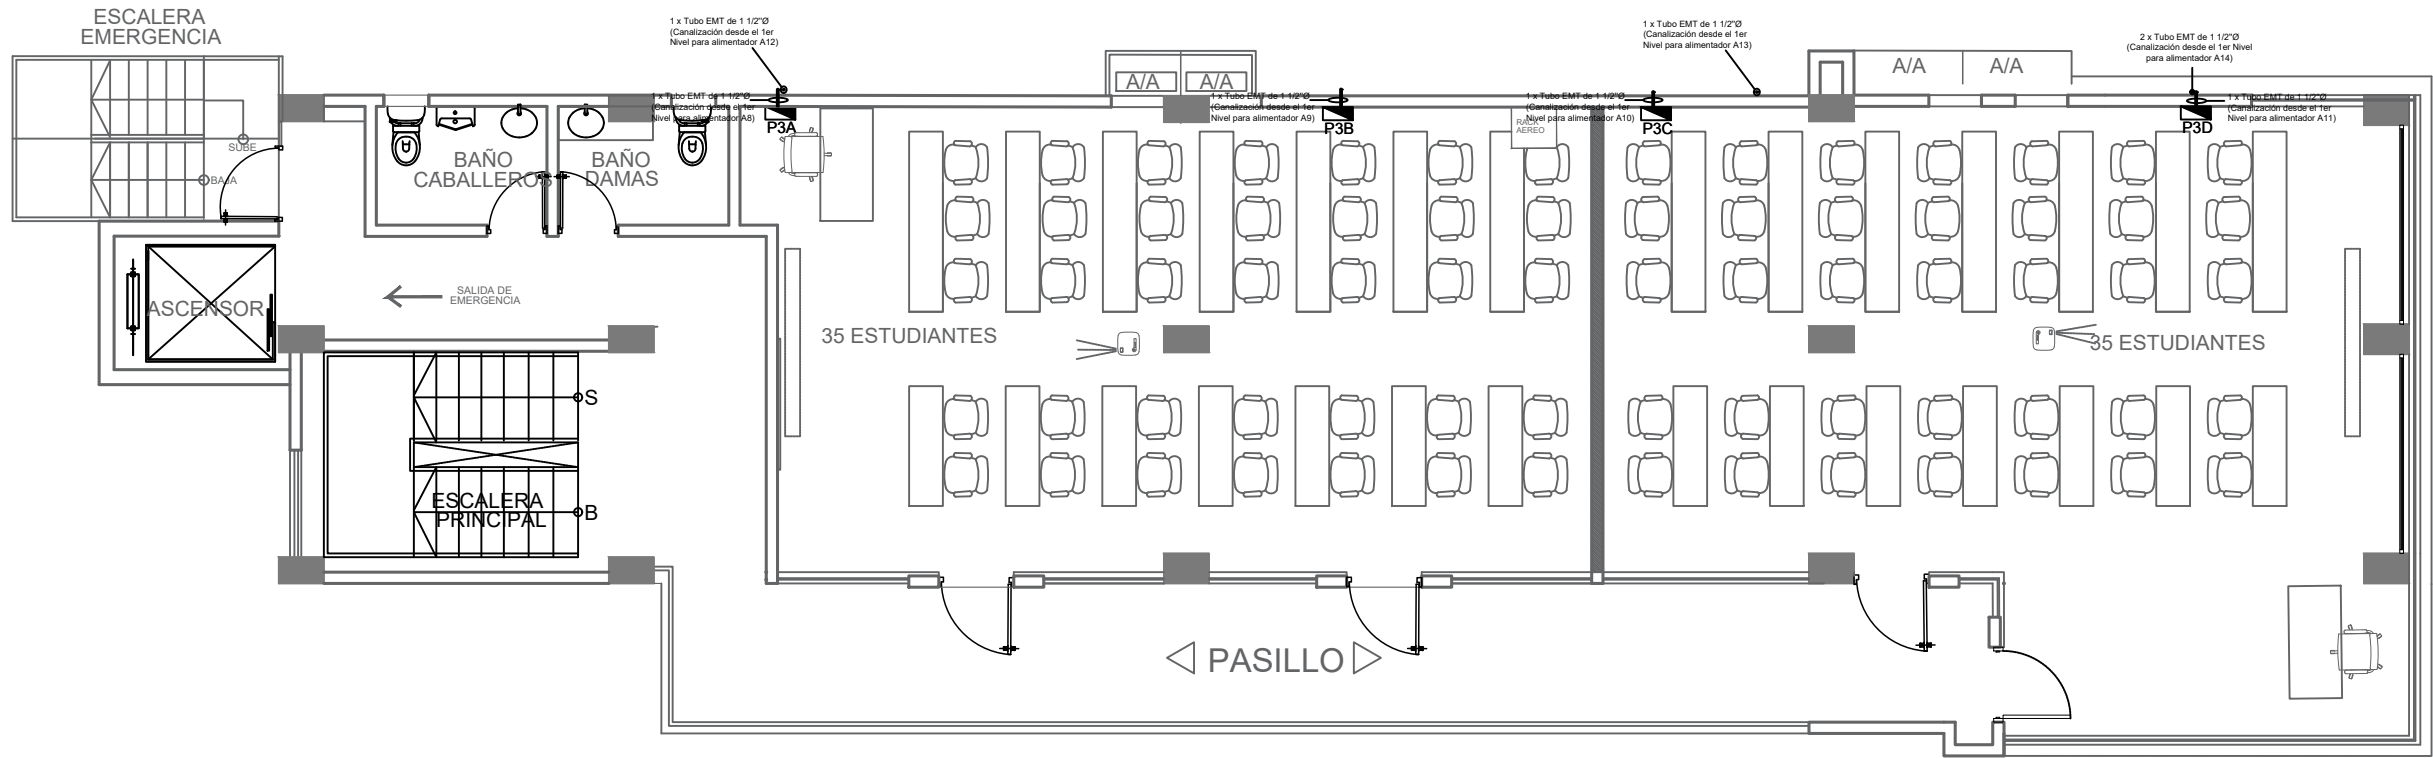 ESCALERA
EMERGENCIA
1 x Tubo EMT de 1 1/2"Ø
(Canalización desde el 1er
Nivel para alimentador A12)
1 x Tubo EMT de 1 1/2"Ø
(Canalización desde el 1er
Nivel para alimentador A13)
2 x Tubo EMT de 1 1/2"Ø
(Canalización desde el 1er Nivel
para alimentador A14)
A/A
A/A
A/A
A/A
1 x Tubo EMT de 1 1/2"Ø
(Canalización desde el 1er
Nivel para alimentador A8)
P3A
1 x Tubo EMT de 1 1/2"Ø
(Canalización desde el 1er
Nivel para alimentador A9)
P3B
1 x Tubo EMT de 1 1/2"Ø
(Canalización desde el 1er
Nivel para alimentador A10)
RACK
AEREO
P3C
1 x Tubo EMT de 1 1/2"Ø
(Canalización desde el 1er
Nivel para alimentador A11)
P3D
SUBE
BAJA
BAÑO
CABALLEROS
BAÑO
DAMAS
ASCENSOR
SALIDA DE
EMERGENCIA
35 ESTUDIANTES
35 ESTUDIANTES
S
ESCALERA
PRINCIPAL
B
PASILLO